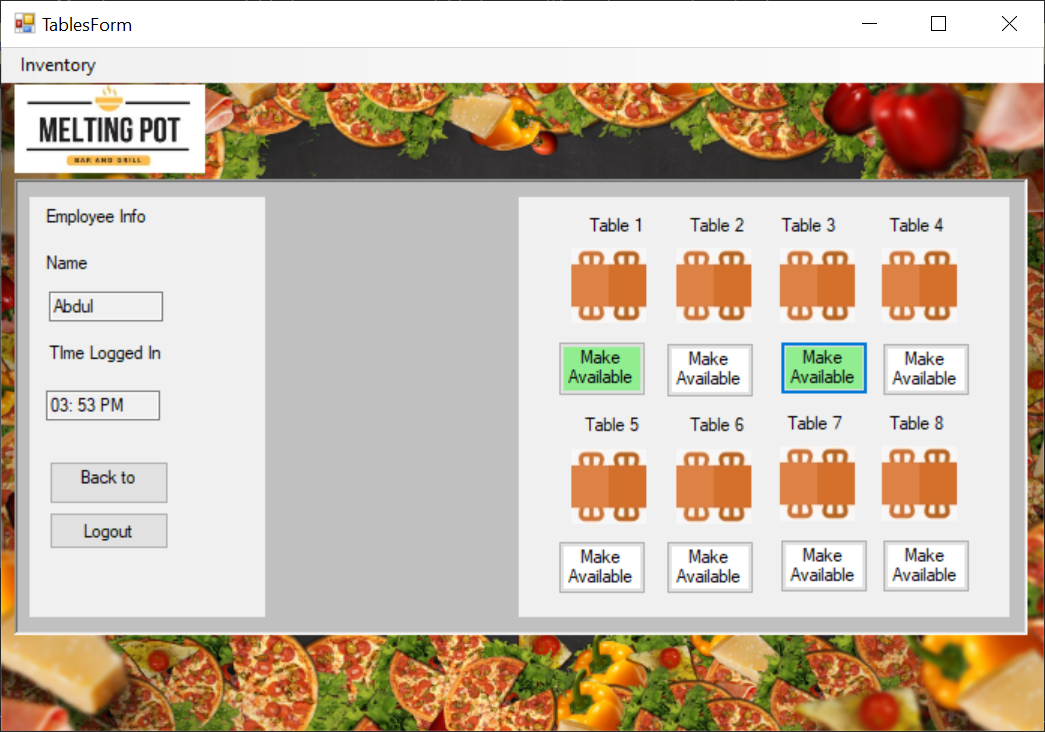 TablesForm
Inventory
MELTING POT
BAR AND GRILL
Employee Info
Name
Abdul
TIme Logged In
03: 53 PM
Back to
Logout
Table 1 Table 2 Table 3 Table 4
Make Available
Make Available
Make Available
Make Available
Table 5 Table 6 Table 7 Table 8
Make Available
Make Available
Make Available
Make Available